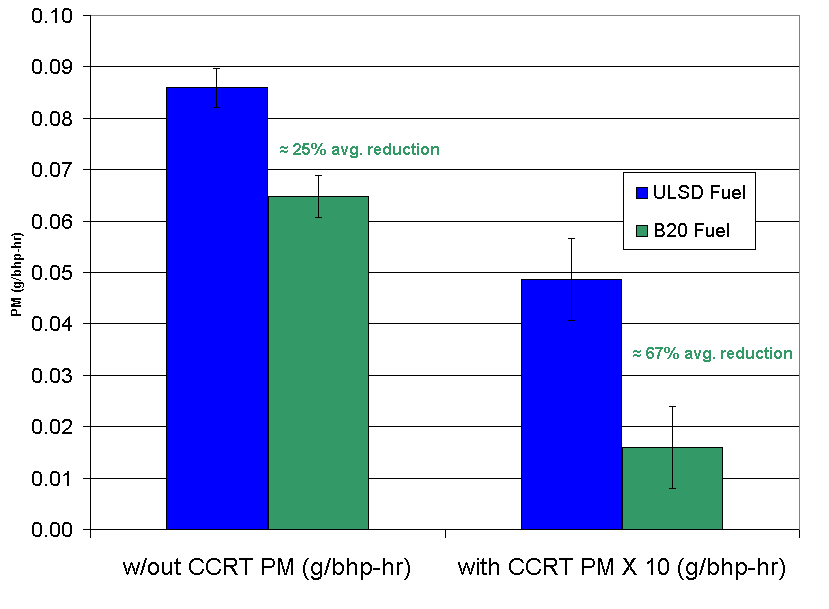 0.10
0.09
0.08
0.07
0.06
0.05
0.04
0.03
0.02
0.01
0.00
PM (g/bhp-hr)
≈ 25% avg. reduction
ULSD Fuel
B20 Fuel
≈ 67% avg. reduction
w/out CCRT PM (g/bhp-hr)
with CCRT PM X 10 (g/bhp-hr)